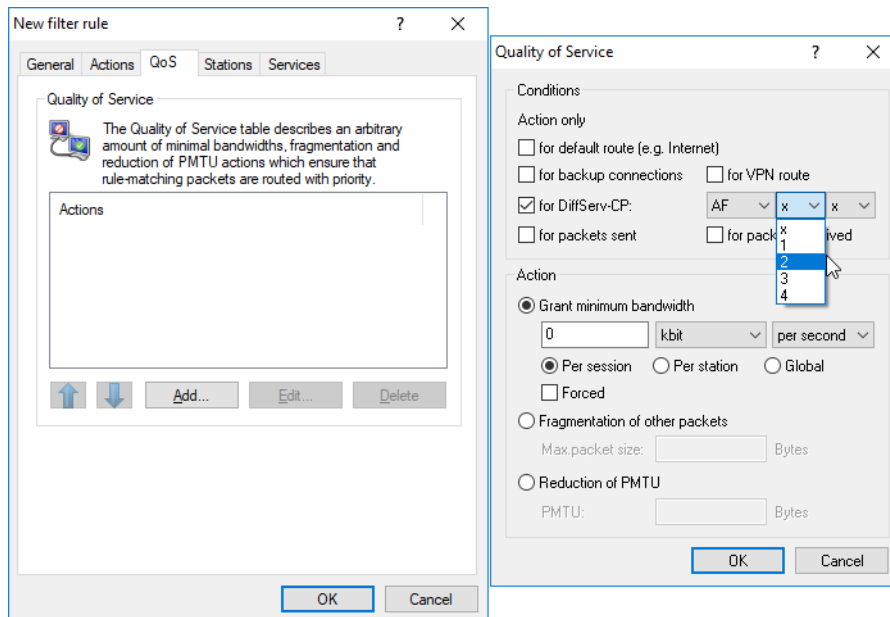 New filter rule ? X
General Actions QoS Stations Services
Quality of Service
The Quality of Service table describes an arbitrary
amount of minimal bandwidths, fragmentation and
reduction of PMTU actions which ensure that
rule-matching packets are routed with priority.
Actions
Add... Edit... Delete
OK Cancel
Quality of Service ? X
Conditions
Action only
for default route (e.g. Internet)
for backup connections for VPN route
for DiffServ-CP: AF x x
x
1
2
3
4
for packets sent for pack ived
Action
Grant minimum bandwidth
0 kbit per second
Per session Per station Global
Forced
Fragmentation of other packets
Max.packet size: Bytes
Reduction of PMTU
PMTU: Bytes
OK Cancel